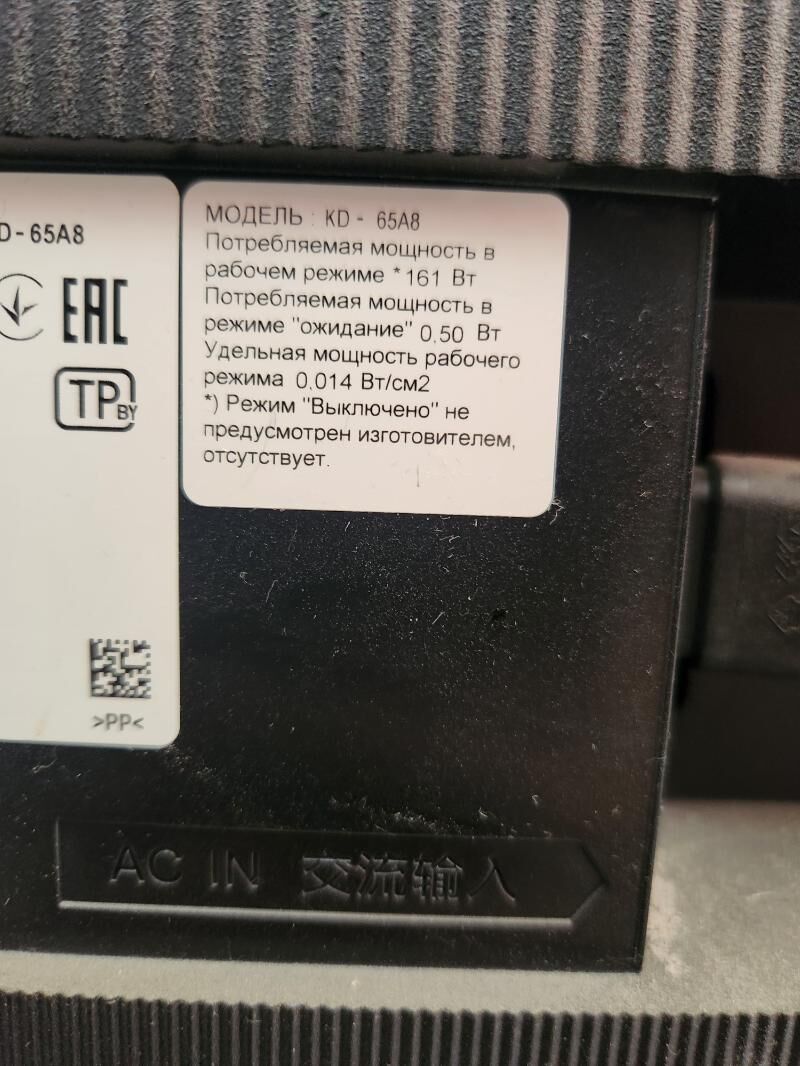 D-65A8
EAC
TP BY
>PP<
МОДЕЛЬ : KD - 65A8
Потребляемая мощность в
рабочем режиме *161 Вт
Потребляемая мощность в
режиме "ожидание" 0,50 Вт
Удельная мощность рабочего
режима 0,014 Вт/см2
*) Режим "Выключено" не
предусмотрен изготовителем,
отсутствует.
AC IN 交流输入